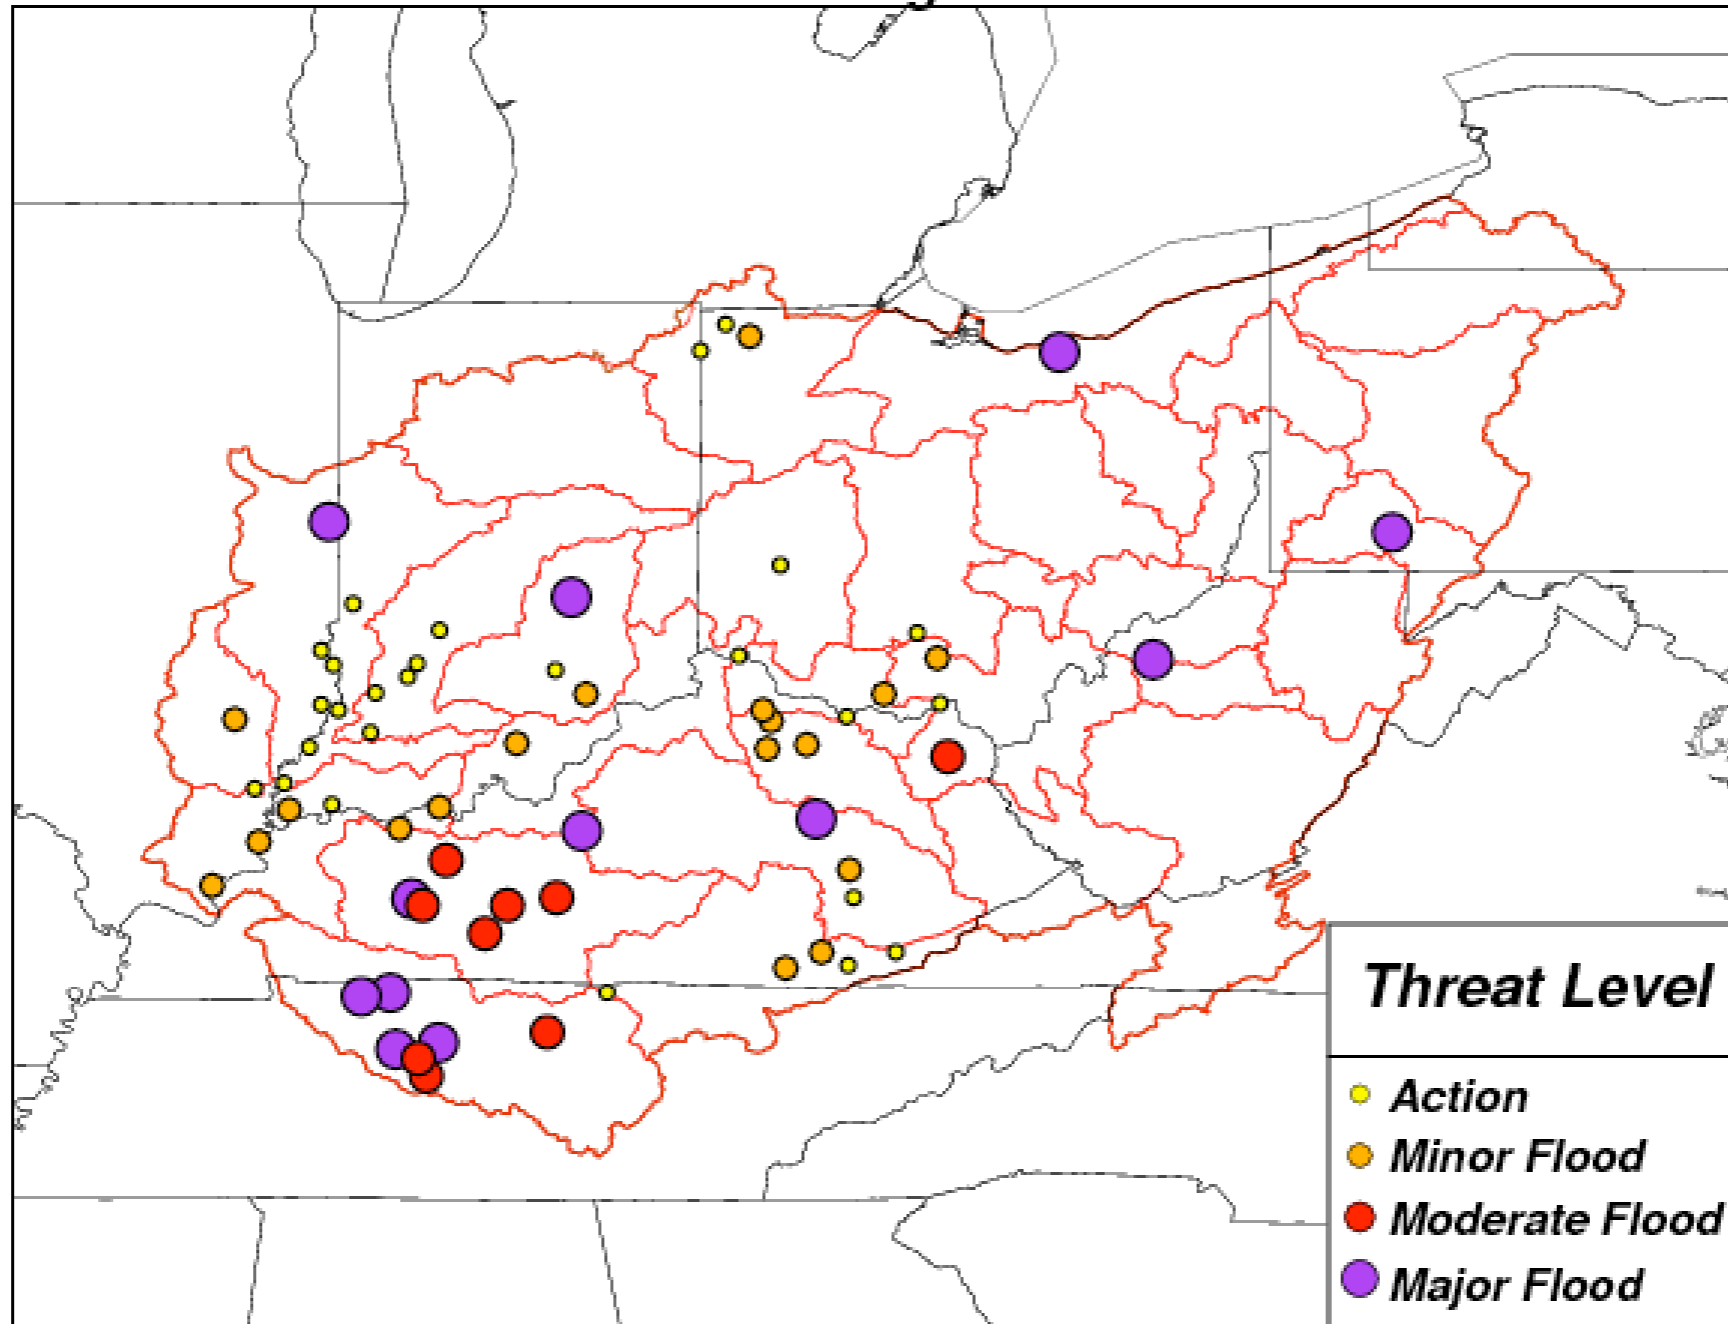 Threat Level
Action
Minor Flood
Moderate Flood
Major Flood